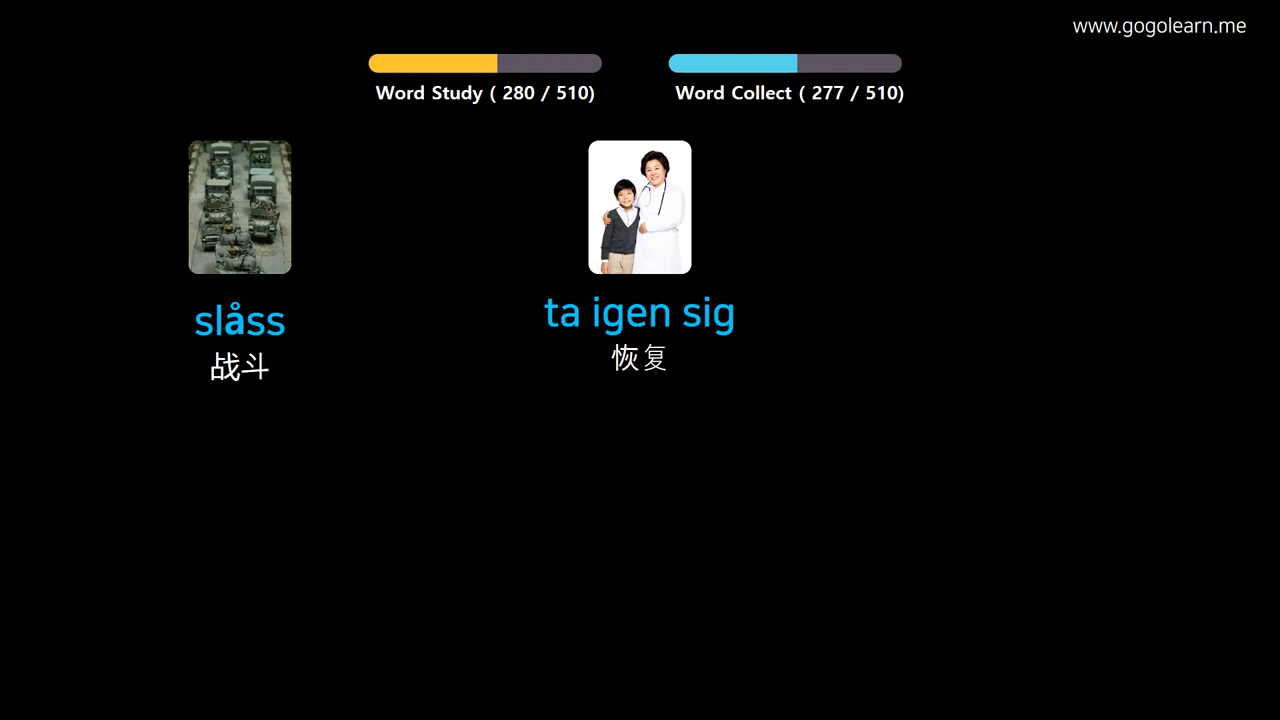 www.gogolearn.me
Word Study ( 280 / 510)
Word Collect ( 277 / 510)
slåss
战斗
ta igen sig
恢复